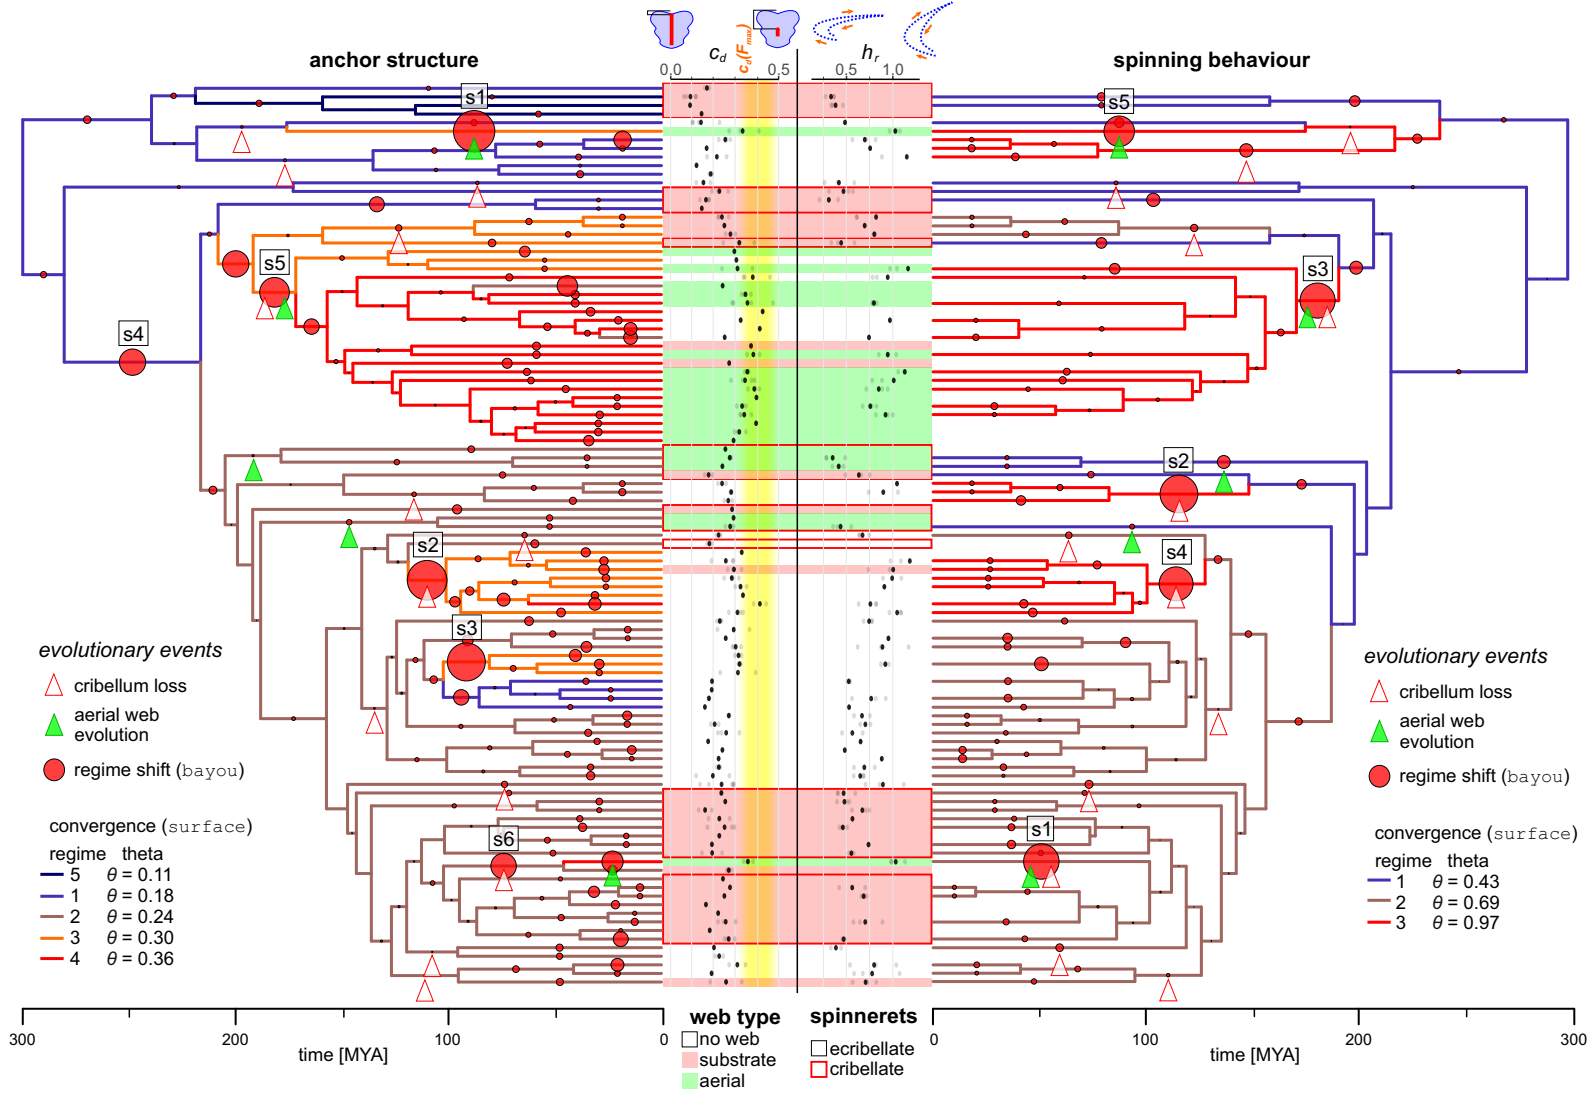 anchor structure
c_d
c_d(F_max)
h_r
spinning behaviour
0.0
0.5
0.5
1.0
s1
s5
s5
s3
s4
s2
s2
s4
s3
evolutionary events
cribellum loss
aerial web
evolution
regime shift (bayou)
evolutionary events
cribellum loss
aerial web
evolution
regime shift (bayou)
s6
s1
convergence (surface)
regime theta
5 θ = 0.11
1 θ = 0.18
2 θ = 0.24
3 θ = 0.30
4 θ = 0.36
convergence (surface)
regime theta
1 θ = 0.43
2 θ = 0.69
3 θ = 0.97
300 200 100 0
time [MYA]
web type
no web
substrate
aerial
spinnerets
ecribellate
cribellate
0 100 200 300
time [MYA]